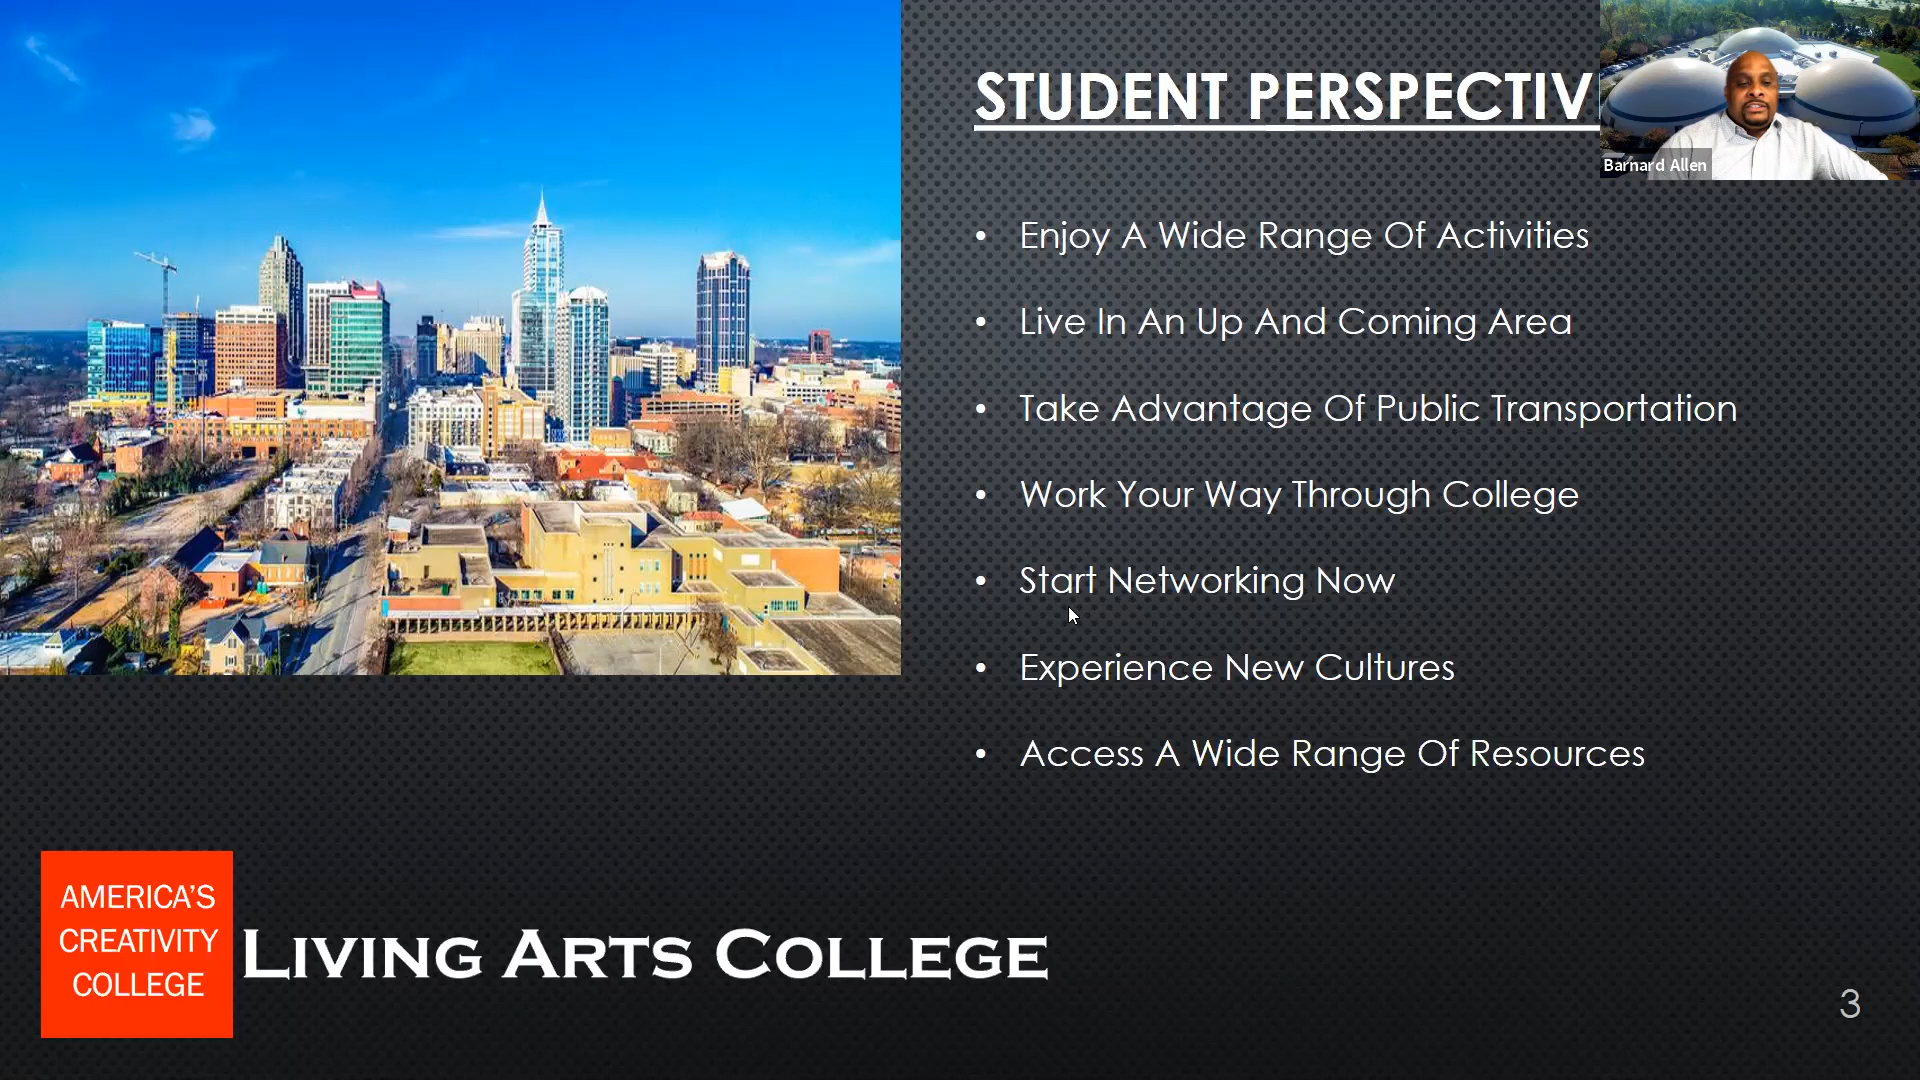 STUDENT PERSPECTIV
Barnard Allen
• Enjoy A Wide Range Of Activities
• Live In An Up And Coming Area
• Take Advantage Of Public Transportation
• Work Your Way Through College
• Start Networking Now
• Experience New Cultures
• Access A Wide Range Of Resources
AMERICA'S
CREATIVITY
COLLEGE
LIVING ARTS COLLEGE
3